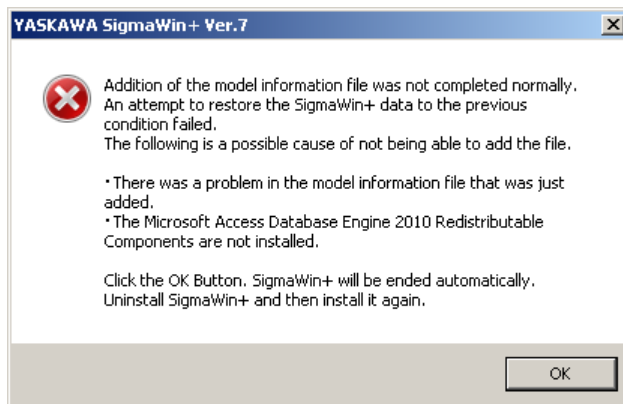 YASKAWA SigmaWin+ Ver.7
Addition of the model information file was not completed normally.
An attempt to restore the SigmaWin+ data to the previous
condition failed.
The following is a possible cause of not being able to add the file.
・There was a problem in the model information file that was just
added.
・The Microsoft Access Database Engine 2010 Redistributable
Components are not installed.
Click the OK Button. SigmaWin+ will be ended automatically.
Uninstall SigmaWin+ and then install it again.
OK